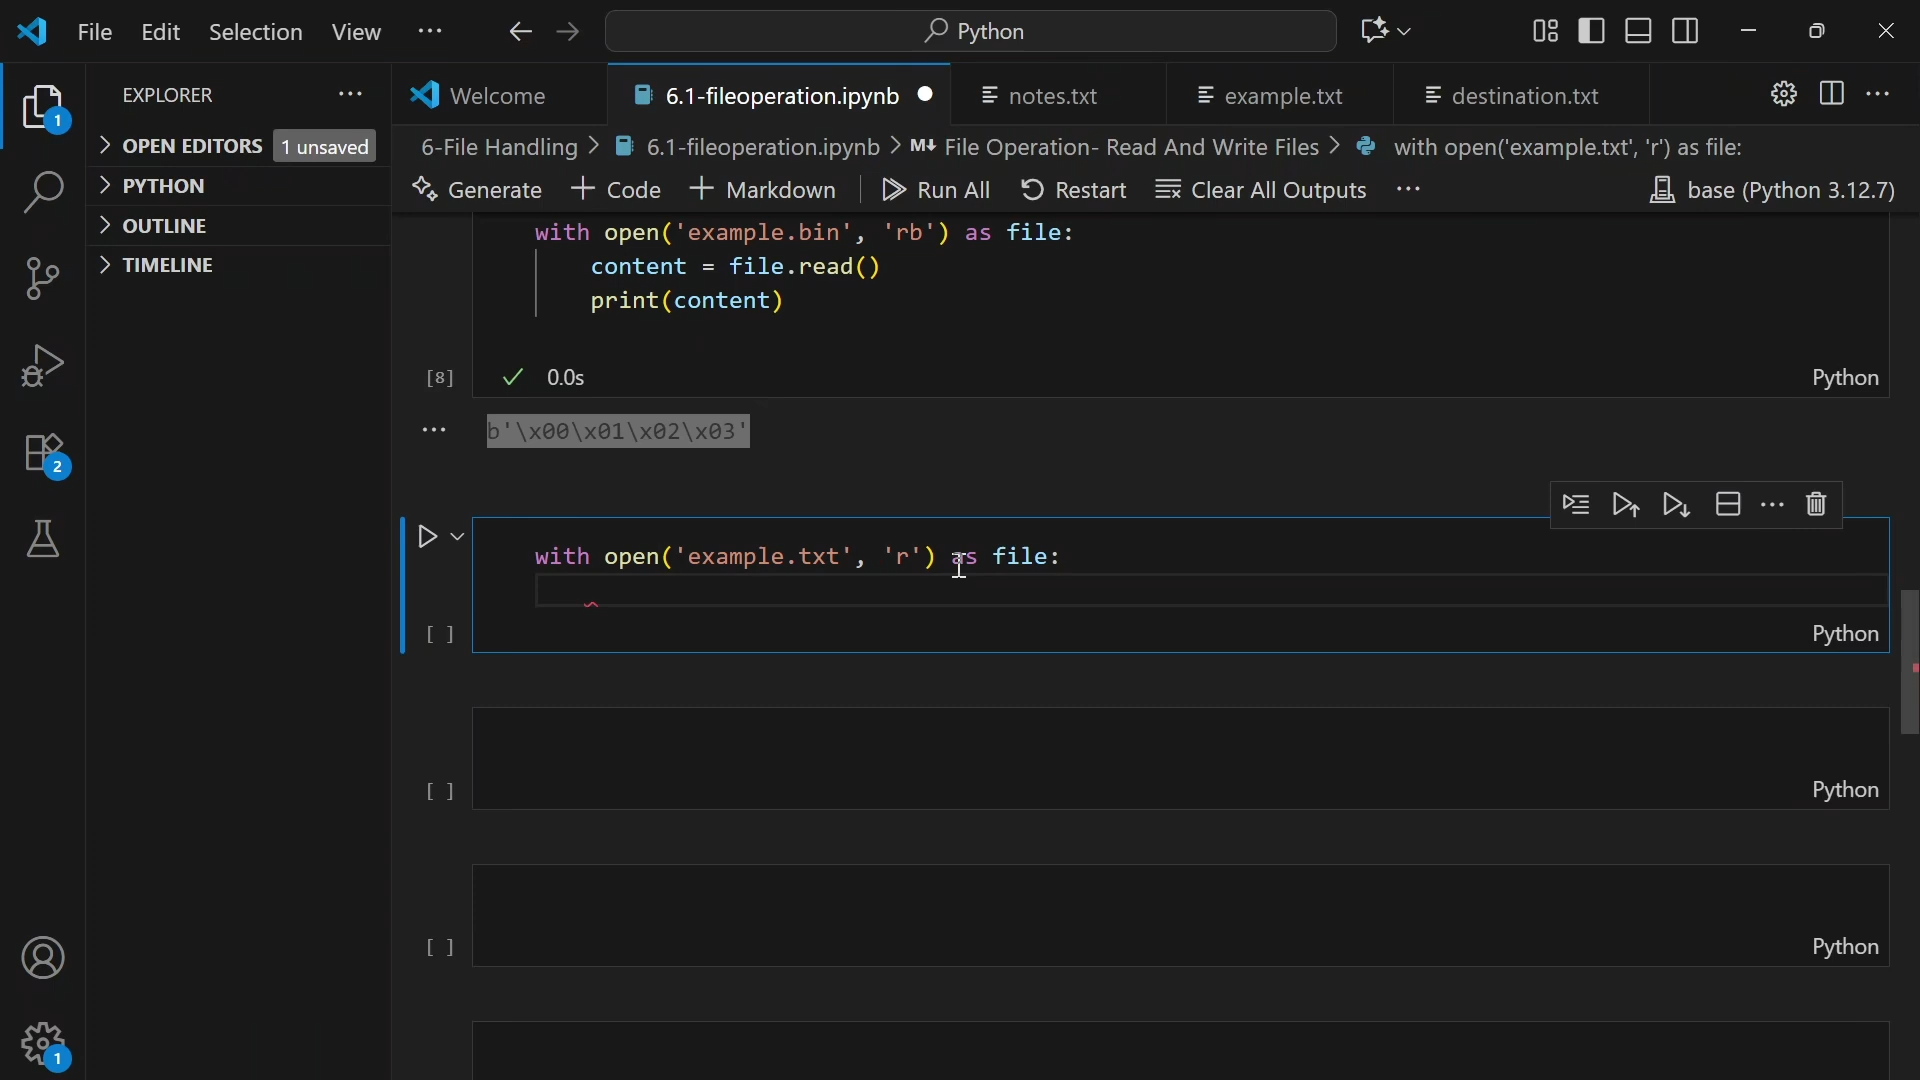 File Edit Selection View ··· Python
EXPLORER ···
OPEN EDITORS 1 unsaved
PYTHON
OUTLINE
TIMELINE
Welcome 6.1-fileoperation.ipynb notes.txt example.txt destination.txt
6-File Handling > 6.1-fileoperation.ipynb > M↓ File Operation- Read And Write Files > with open('example.txt', 'r') as file:
Generate + Code + Markdown Run All Restart Clear All Outputs ··· base (Python 3.12.7)
with open('example.bin', 'rb') as file:
content = file.read()
print(content)
[8] ✓ 0.0s Python
··· b'\x00\x01\x02\x03'
with open('example.txt', 'r') as file:
[ ] Python
[ ] Python
[ ] Python
1
2
1